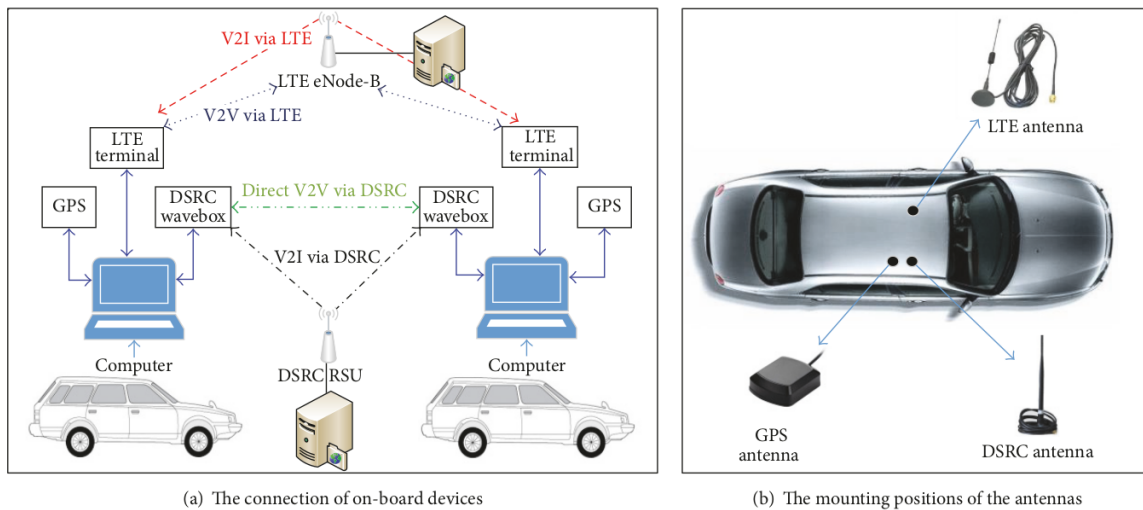 V2I via LTE
LTE eNode-B
V2V via LTE
LTE
terminal
LTE
terminal
GPS
DSRC
wavebox
Direct V2V via DSRC
DSRC
wavebox
GPS
V2I via DSRC
Computer
DSRC RSU
Computer
(a) The connection of on-board devices
LTE antenna
GPS
antenna
DSRC antenna
(b) The mounting positions of the antennas